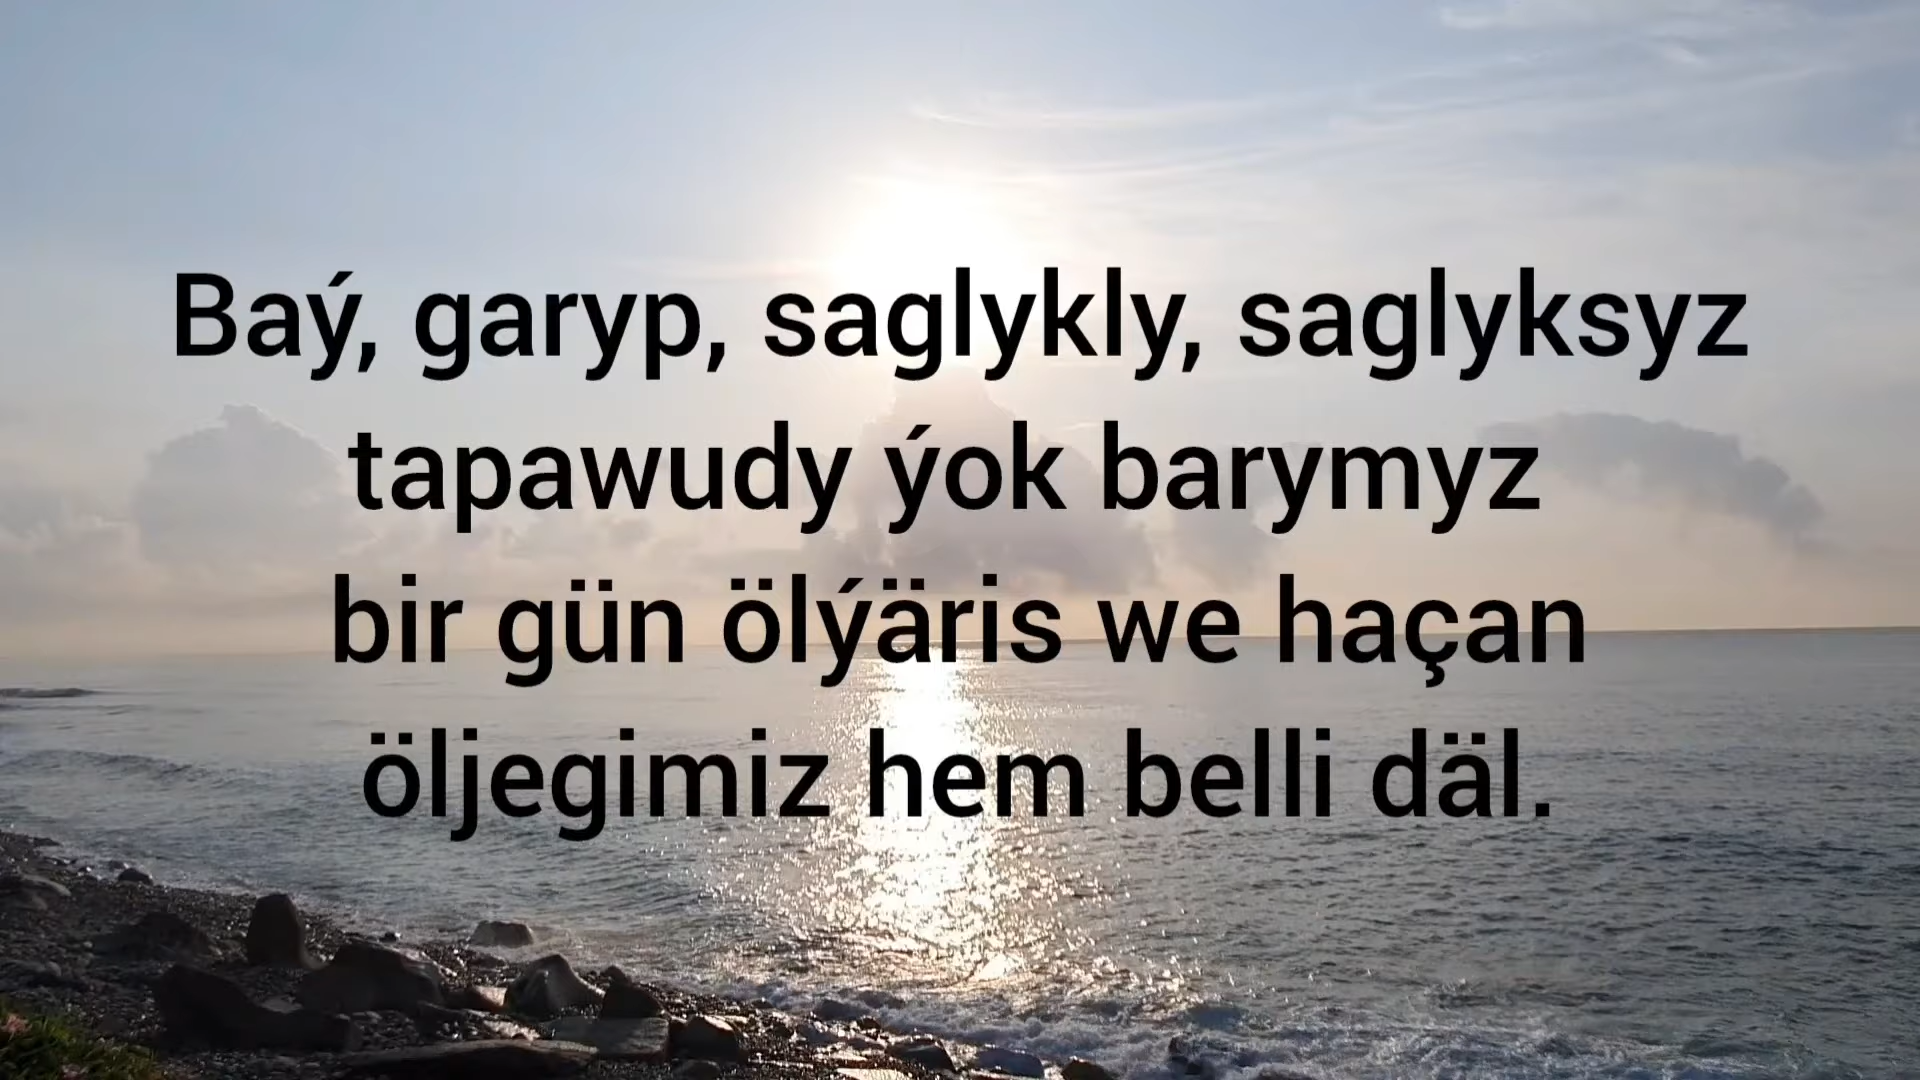 Baý, garyp, saglykly, saglyksyz
tapawudy ýok barymyz
bir gün ölýäris we haçan
öljegimiz hem belli däl.